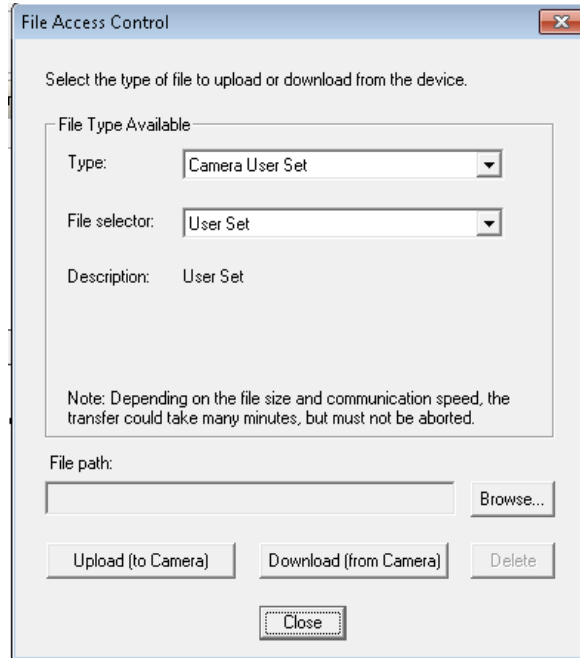 File Access Control
Select the type of file to upload or download from the device.
File Type Available
Type: Camera User Set
File selector: User Set
Description: User Set
Note: Depending on the file size and communication speed, the
transfer could take many minutes, but must not be aborted.
File path:
Browse...
Upload (to Camera) Download (from Camera) Delete
Close